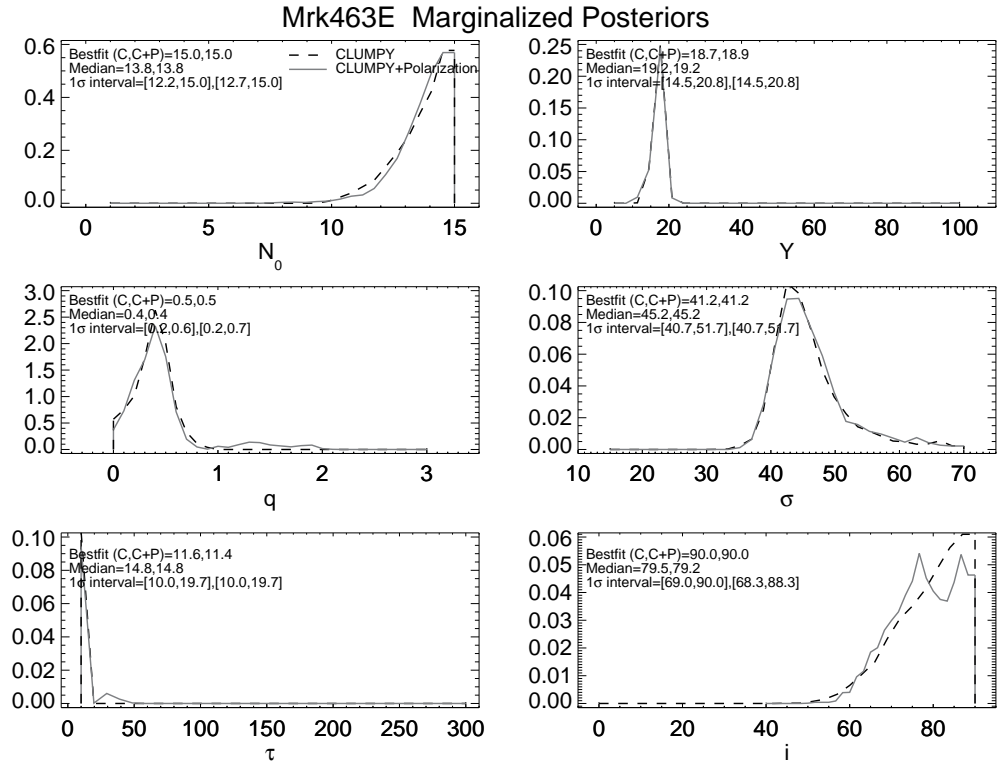 Mrk463E Marginalized Posteriors
0.6
0.4
0.2
0.0
Bestfit (C,C+P)=15.0,15.0
Median=13.8,13.8
1σ interval=[12.2,15.0],[12.7,15.0]
CLUMPY
CLUMPY+Polarization
0 5 10 15
N0
0.25
0.20
0.15
0.10
0.05
0.00
Bestfit (C,C+P)=18.7,18.9
Median=19.2,19.2
1σ interval=[14.5,20.8],[14.5,20.8]
0 20 40 60 80 100
Y
3.0
2.5
2.0
1.5
1.0
0.5
0.0
Bestfit (C,C+P)=0.5,0.5
Median=0.4,0.4
1σ interval=[0.2,0.6],[0.2,0.7]
0 1 2 3
q
0.10
0.08
0.06
0.04
0.02
0.00
Bestfit (C,C+P)=41.2,41.2
Median=45.2,45.2
1σ interval=[40.7,51.7],[40.7,51.7]
10 20 30 40 50 60 70
σ
0.10
0.08
0.06
0.04
0.02
0.00
Bestfit (C,C+P)=11.6,11.4
Median=14.8,14.8
1σ interval=[10.0,19.7],[10.0,19.7]
0 50 100 150 200 250 300
τ
0.06
0.05
0.04
0.03
0.02
0.01
0.00
Bestfit (C,C+P)=90.0,90.0
Median=79.5,79.2
1σ interval=[69.0,90.0],[68.3,88.3]
0 20 40 60 80
i